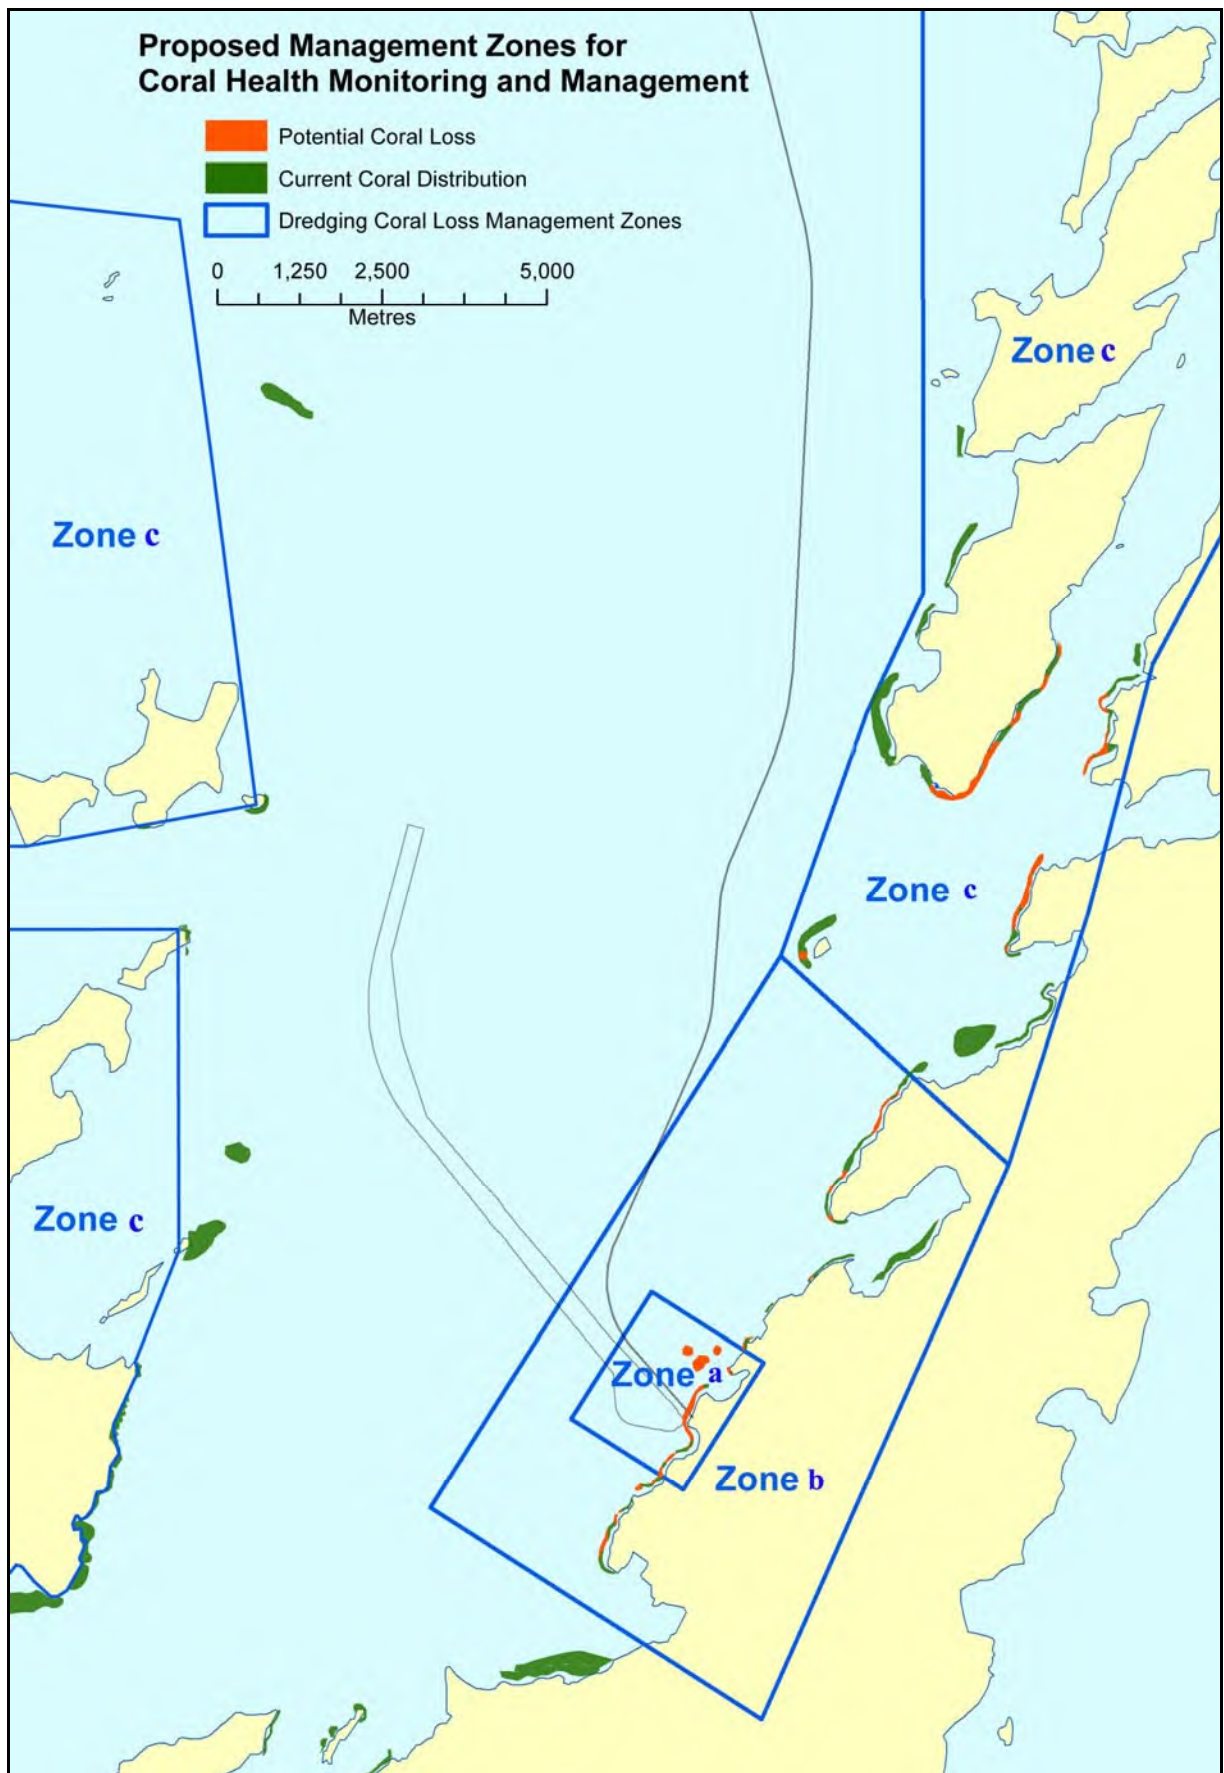 Proposed Management Zones for
Coral Health Monitoring and Management
Potential Coral Loss
Current Coral Distribution
Dredging Coral Loss Management Zones
0 1,250 2,500 5,000
Metres
Zone c
Zone c
Zone c
Zone c
Zone a
Zone b